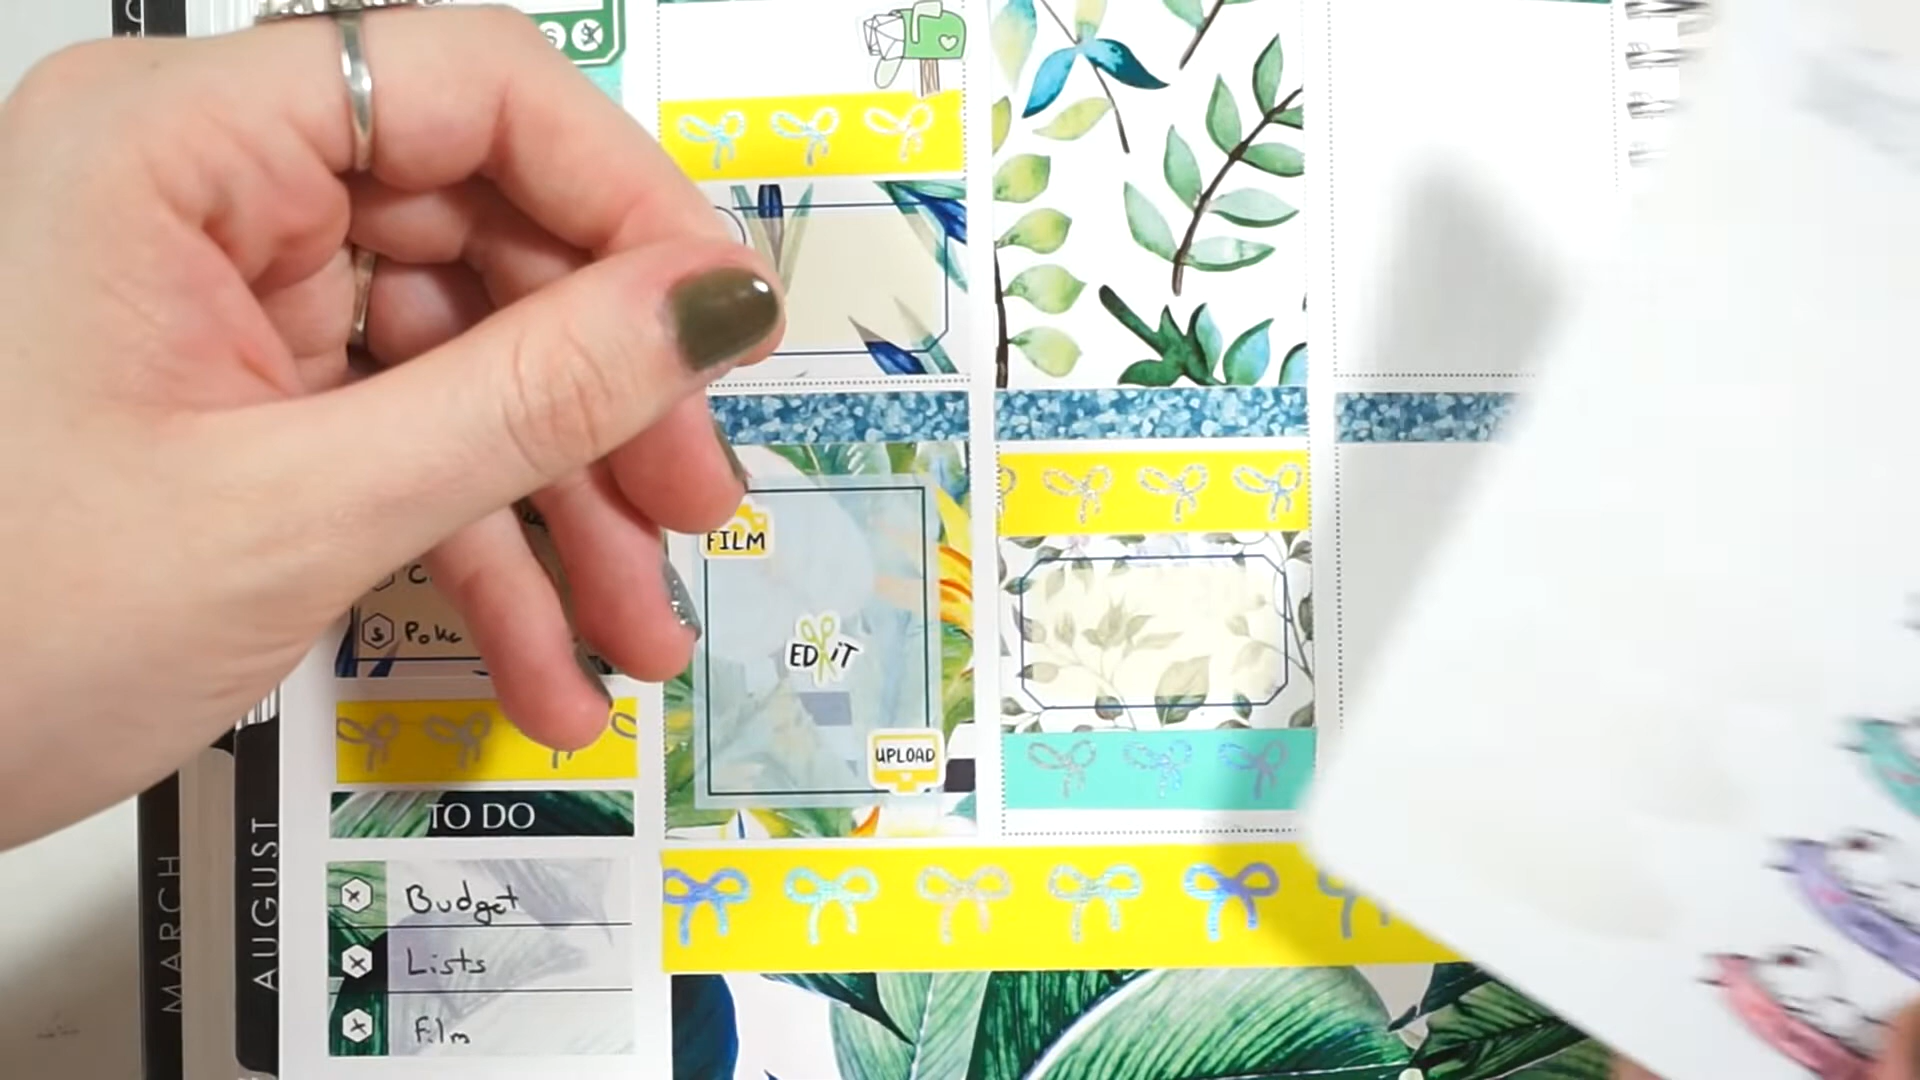 FILM
EDIT
UPLOAD
TO DO
Budget
Lists
Film
MARCH
AUGUST